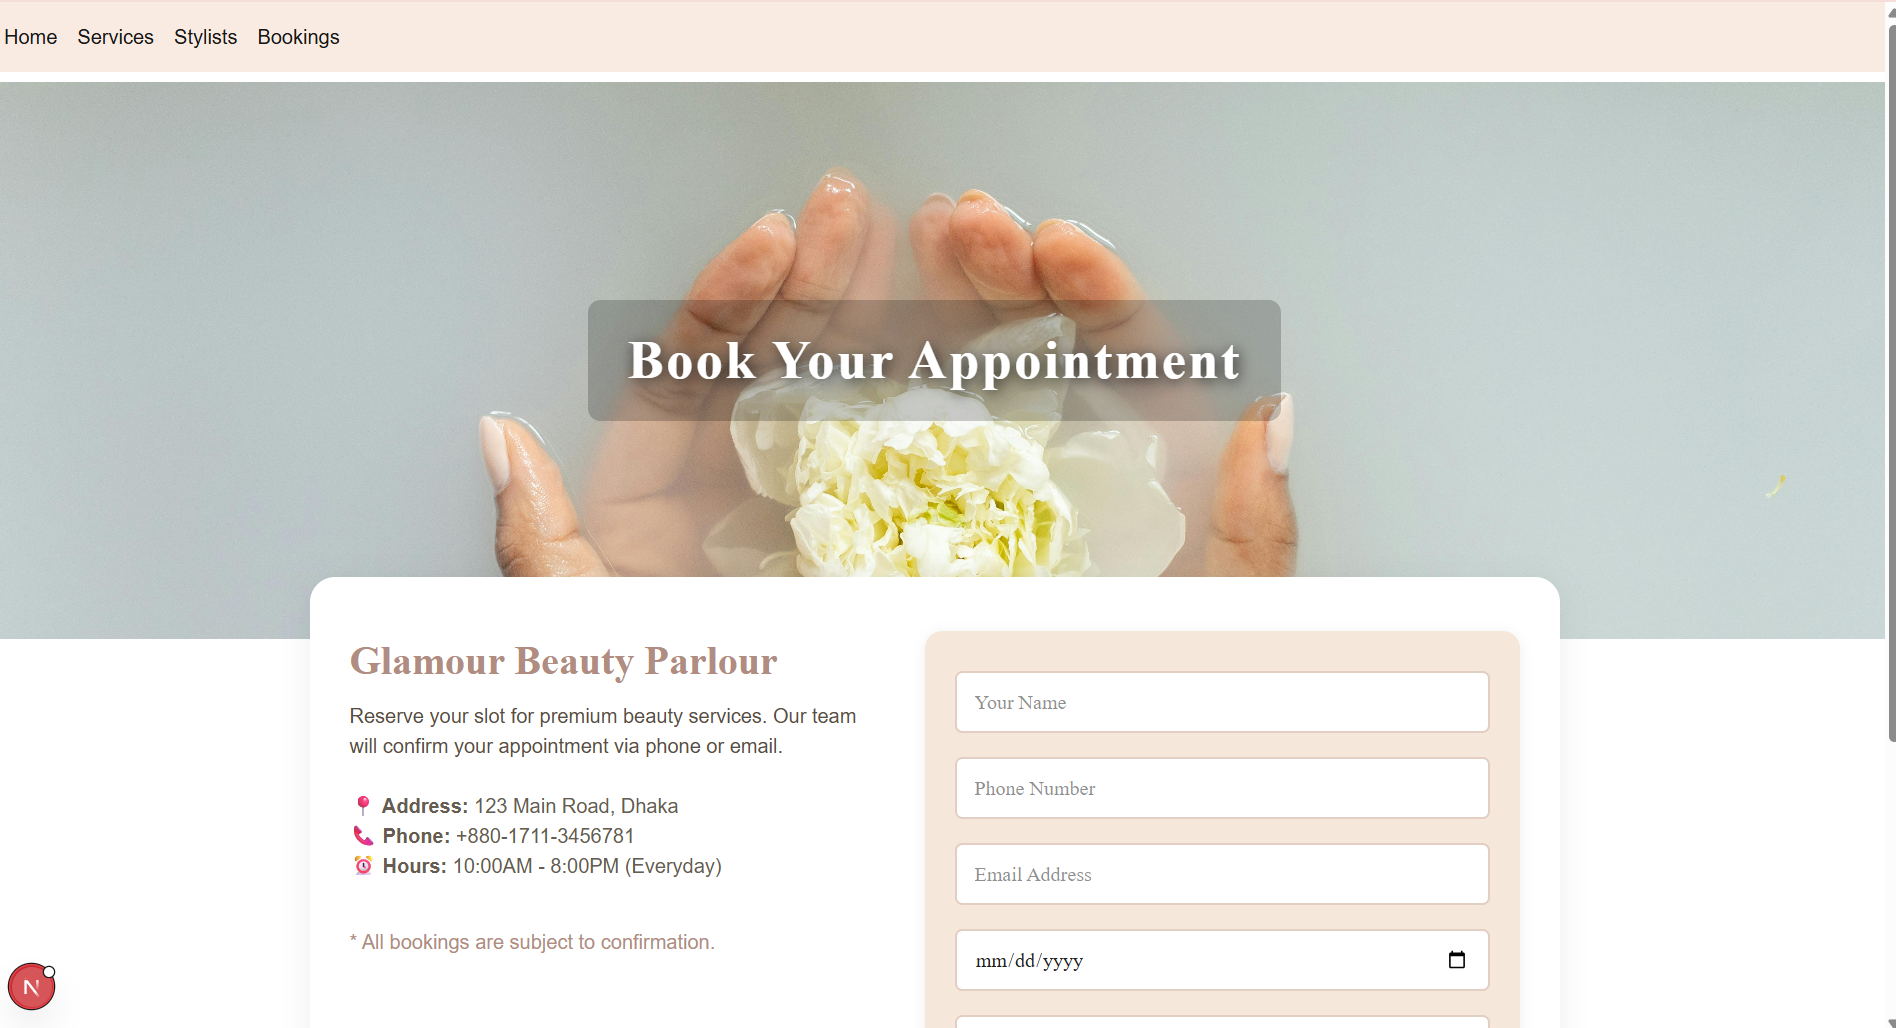 Home Services Stylists Bookings
Book Your Appointment
Glamour Beauty Parlour
Reserve your slot for premium beauty services. Our team
will confirm your appointment via phone or email.
📍 Address: 123 Main Road, Dhaka
📞 Phone: +880-1711-3456781
⏰ Hours: 10:00AM - 8:00PM (Everyday)
* All bookings are subject to confirmation.
Your Name
Phone Number
Email Address
mm/dd/yyyy
N